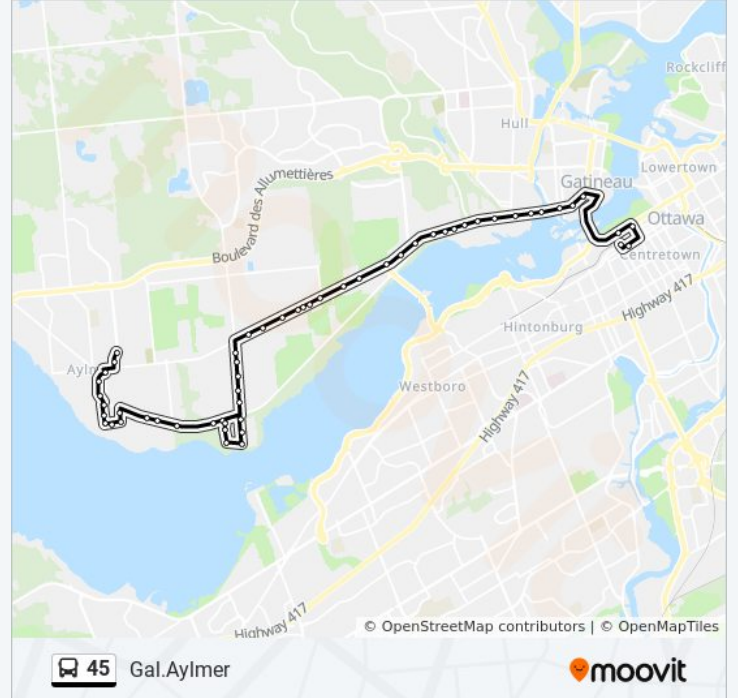 Rockcliff
Hull
Boulevard des Allumettières
Lowertown
Gatineau
Ottawa
Centretown
Highway 417
Hintonburg
Aylm
Westboro
Highway 417
Highway 417
© OpenStreetMap contributors | © OpenMapTiles
45 Gal.Aylmer
moovit